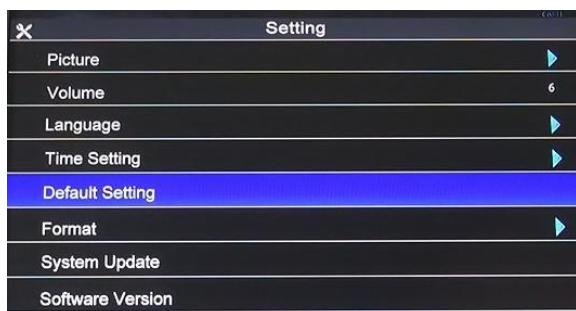 Setting
Picture
Volume 6
Language
Time Setting
Default Setting
Format
System Update
Software Version